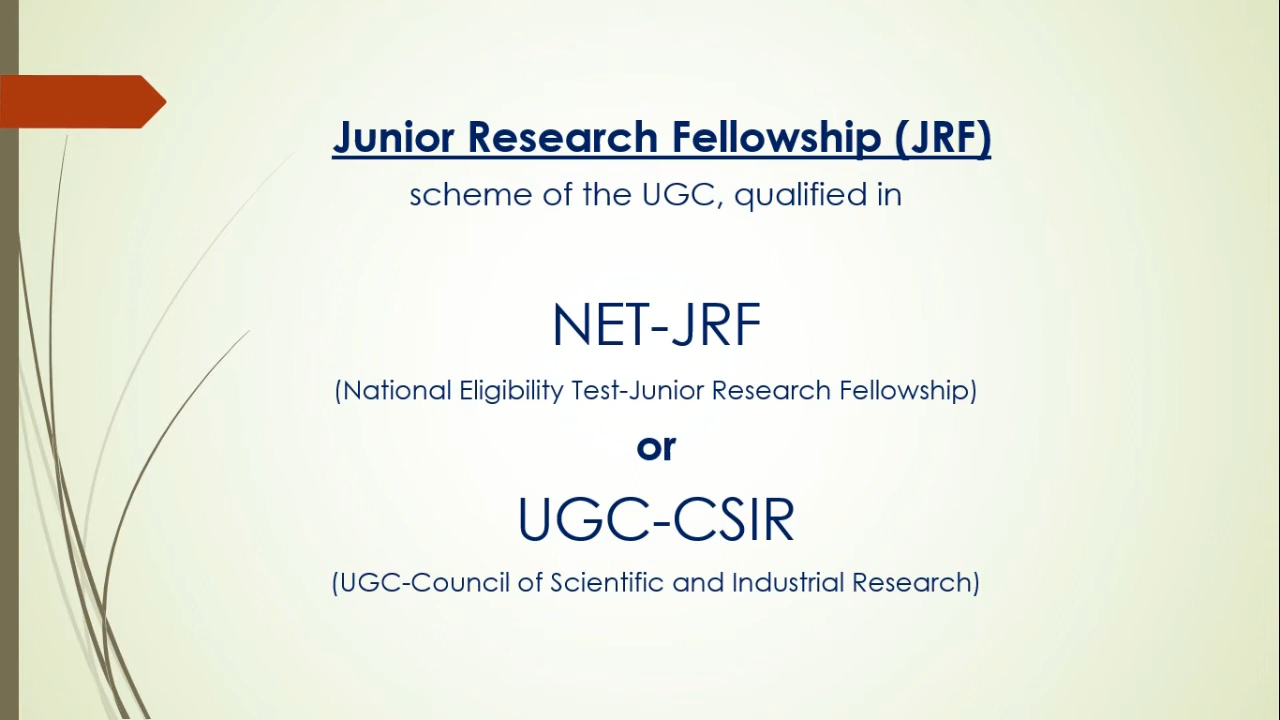 Junior Research Fellowship (JRF)
scheme of the UGC, qualified in
NET-JRF
(National Eligibility Test-Junior Research Fellowship)
or
UGC-CSIR
(UGC-Council of Scientific and Industrial Research)